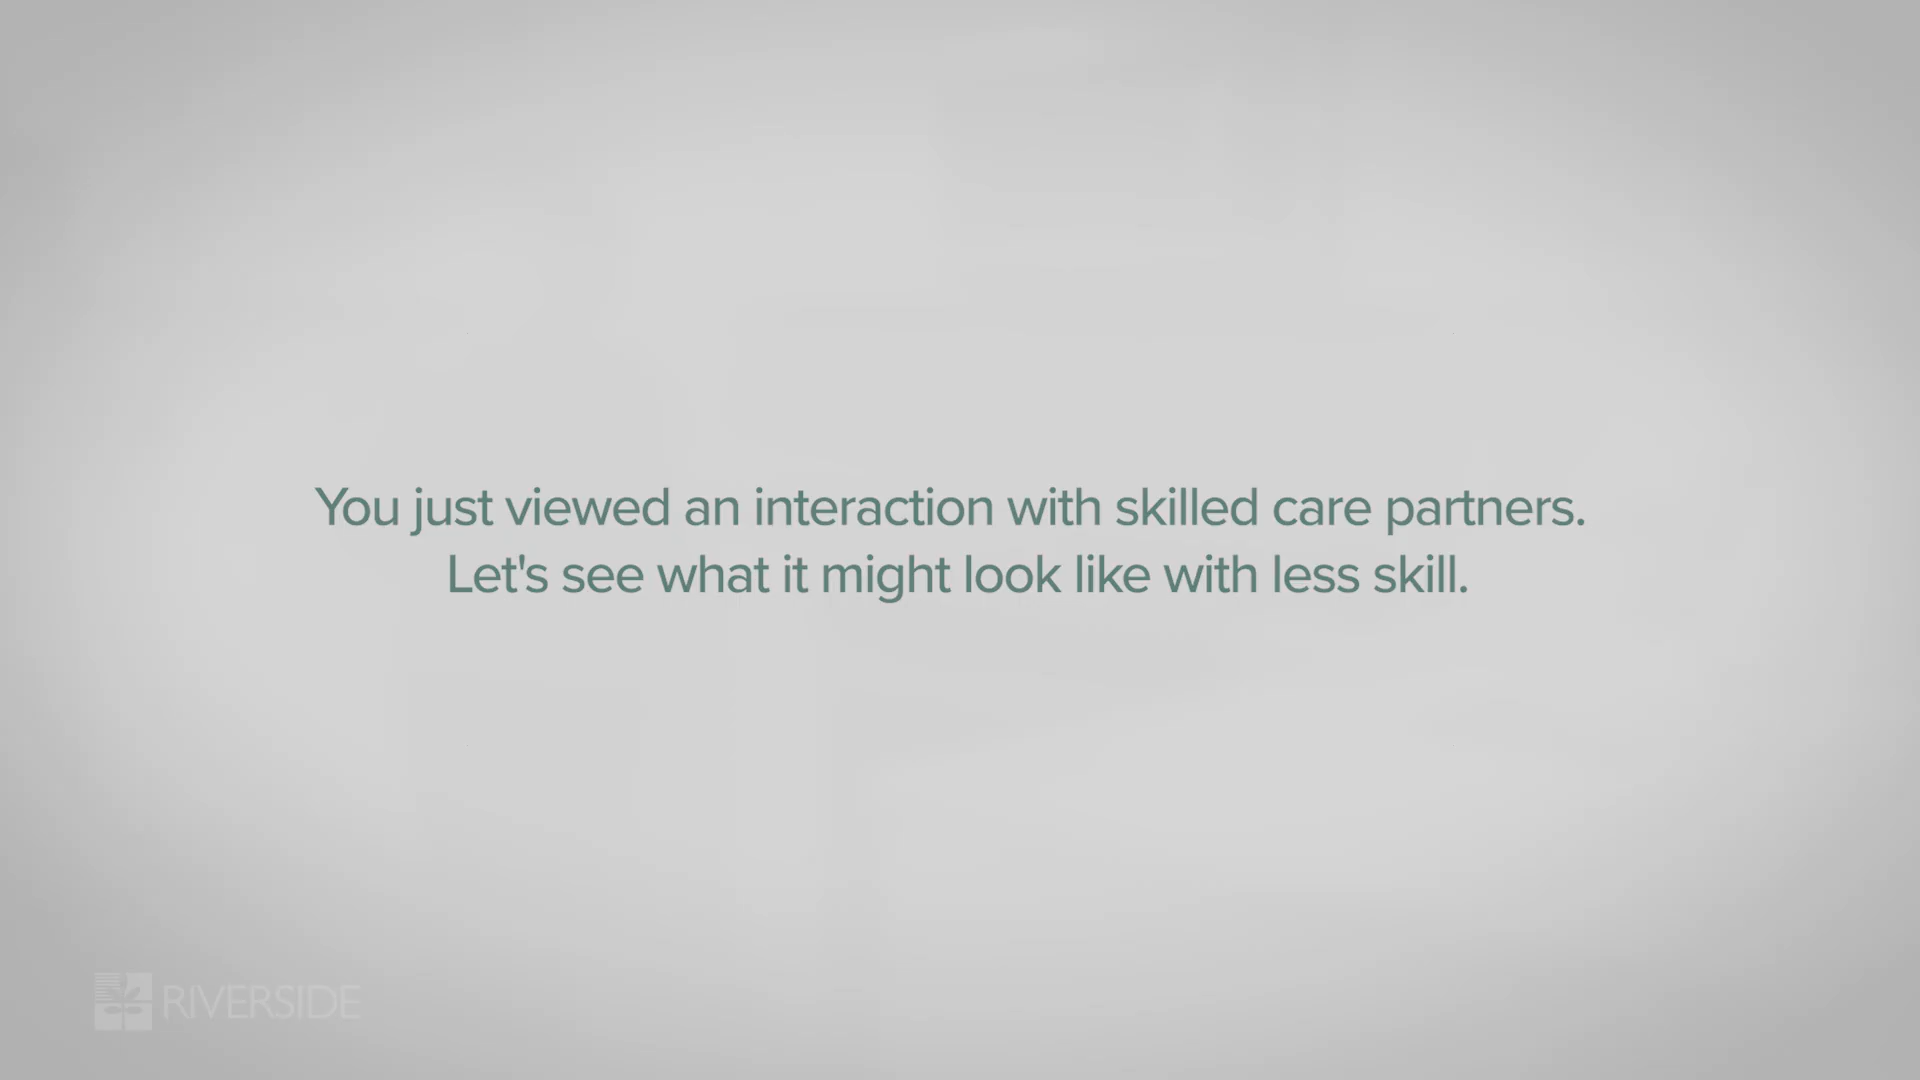 You just viewed an interaction with skilled care partners.
Let's see what it might look like with less skill.
RIVERSIDE